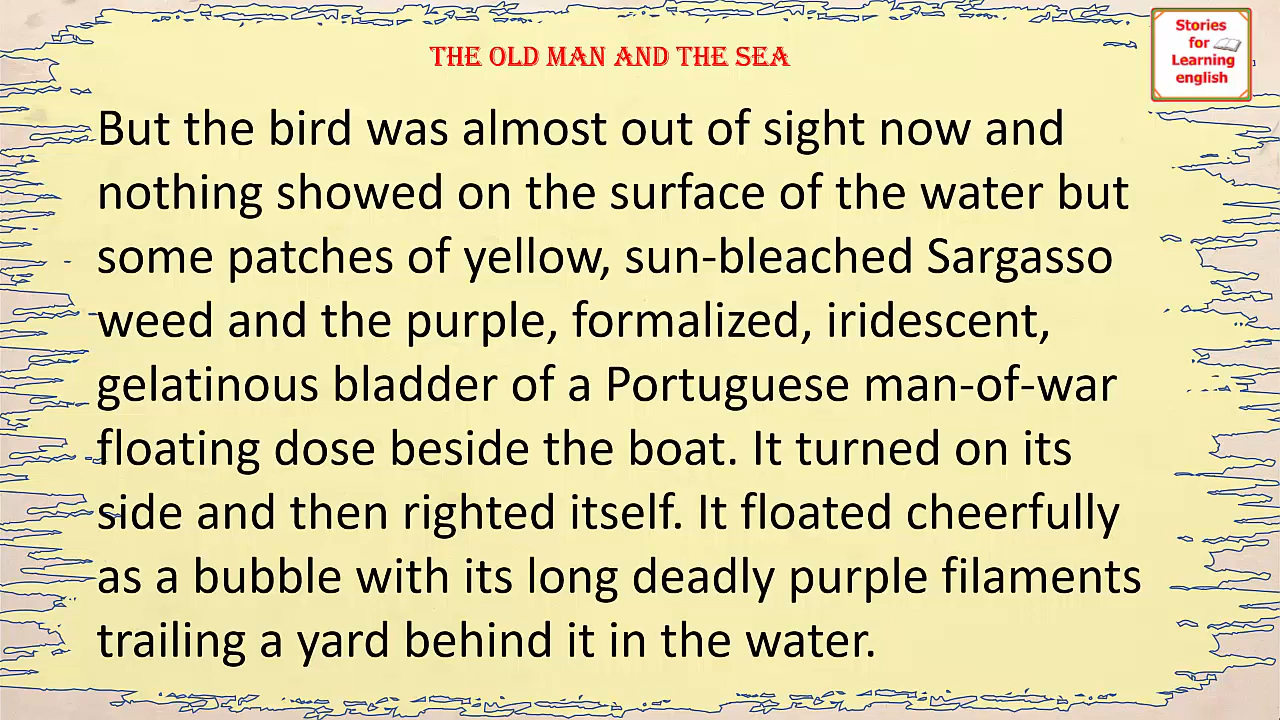 THE OLD MAN AND THE SEA
Stories
for
Learning
english
But the bird was almost out of sight now and
nothing showed on the surface of the water but
some patches of yellow, sun-bleached Sargasso
weed and the purple, formalized, iridescent,
gelatinous bladder of a Portuguese man-of-war
floating dose beside the boat. It turned on its
side and then righted itself. It floated cheerfully
as a bubble with its long deadly purple filaments
trailing a yard behind it in the water.